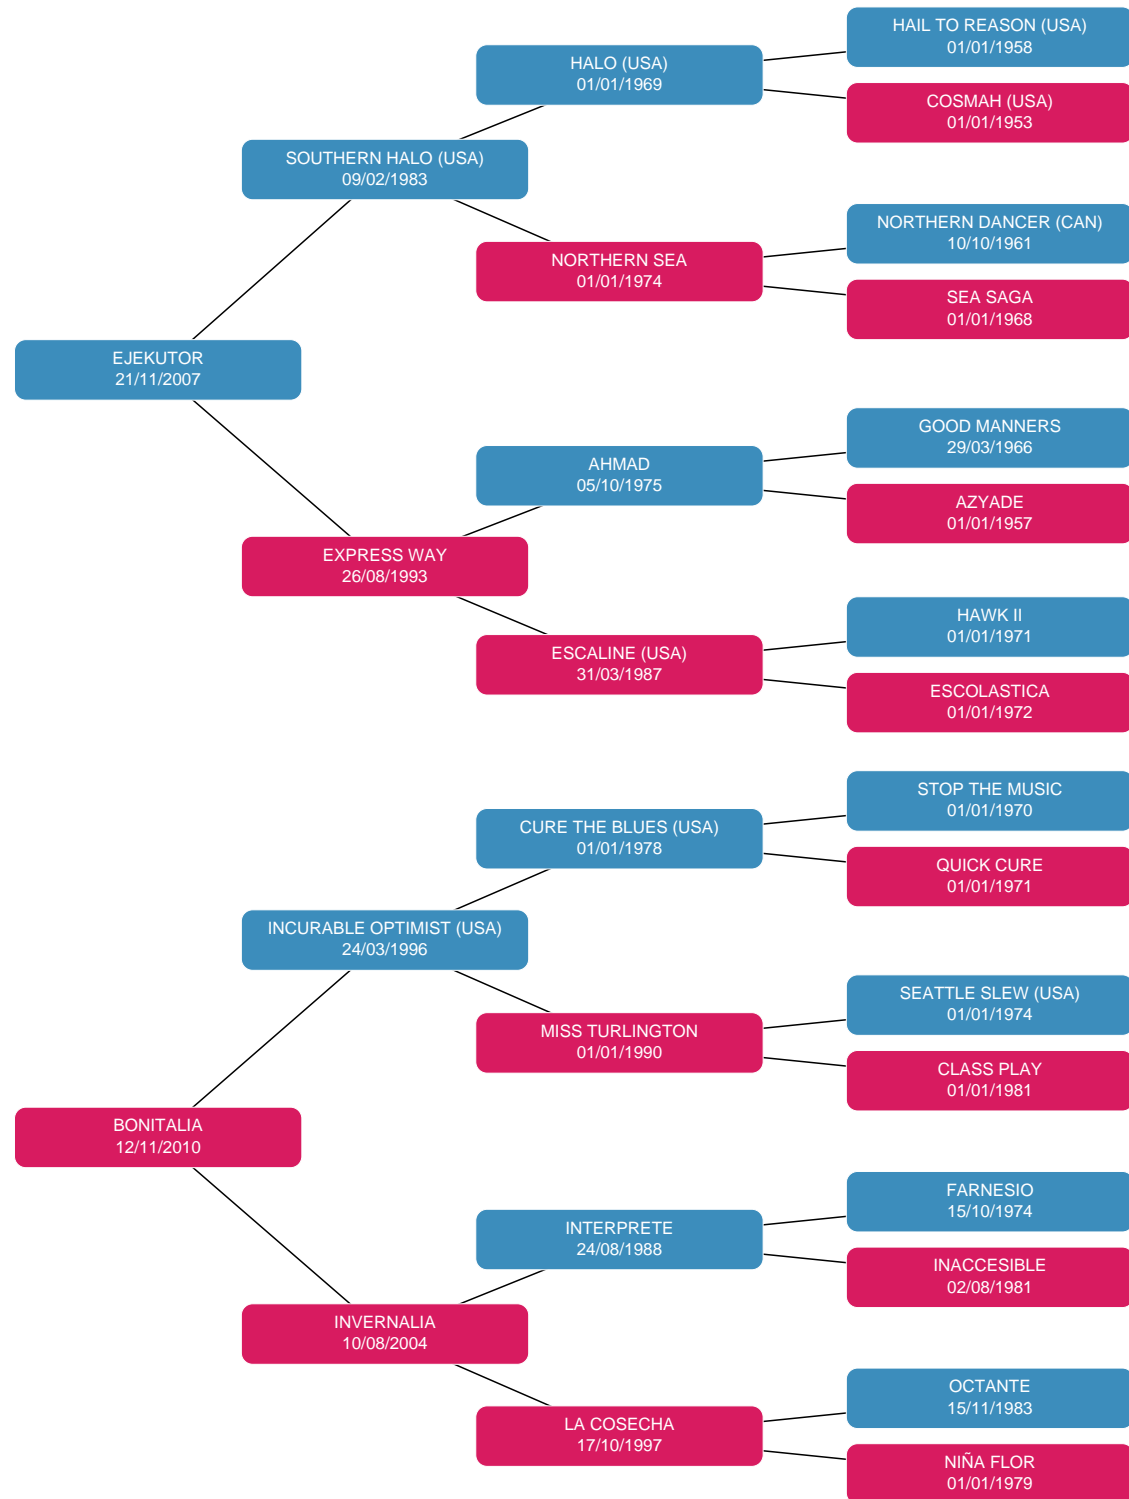 HAIL TO REASON (USA)
01/01/1958
HALO (USA)
01/01/1969
COSMAH (USA)
01/01/1953
SOUTHERN HALO (USA)
09/02/1983
NORTHERN DANCER (CAN)
10/10/1961
NORTHERN SEA
01/01/1974
SEA SAGA
01/01/1968
EJEKUTOR
21/11/2007
GOOD MANNERS
29/03/1966
AHMAD
05/10/1975
AZYADE
01/01/1957
EXPRESS WAY
26/08/1993
HAWK II
01/01/1971
ESCALINE (USA)
31/03/1987
ESCOLASTICA
01/01/1972
STOP THE MUSIC
01/01/1970
CURE THE BLUES (USA)
01/01/1978
QUICK CURE
01/01/1971
INCURABLE OPTIMIST (USA)
24/03/1996
SEATTLE SLEW (USA)
01/01/1974
MISS TURLINGTON
01/01/1990
CLASS PLAY
01/01/1981
BONITALIA
12/11/2010
FARNESIO
15/10/1974
INTERPRETE
24/08/1988
INACCESIBLE
02/08/1981
INVERNALIA
10/08/2004
OCTANTE
15/11/1983
LA COSECHA
17/10/1997
NIÑA FLOR
01/01/1979